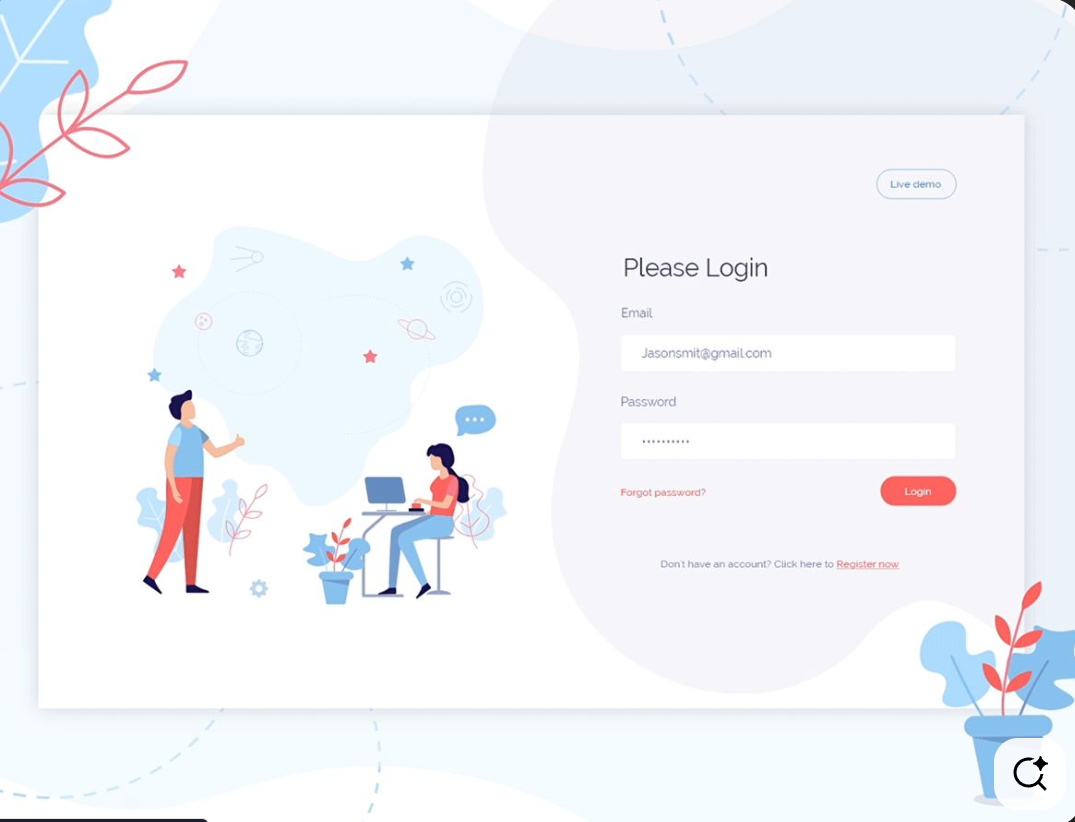 Live demo
Please Login
Email
Jasonsmit@gmail.com
Password
••••••••••
Forgot password?
Login
Don't have an account? Click here to Register now